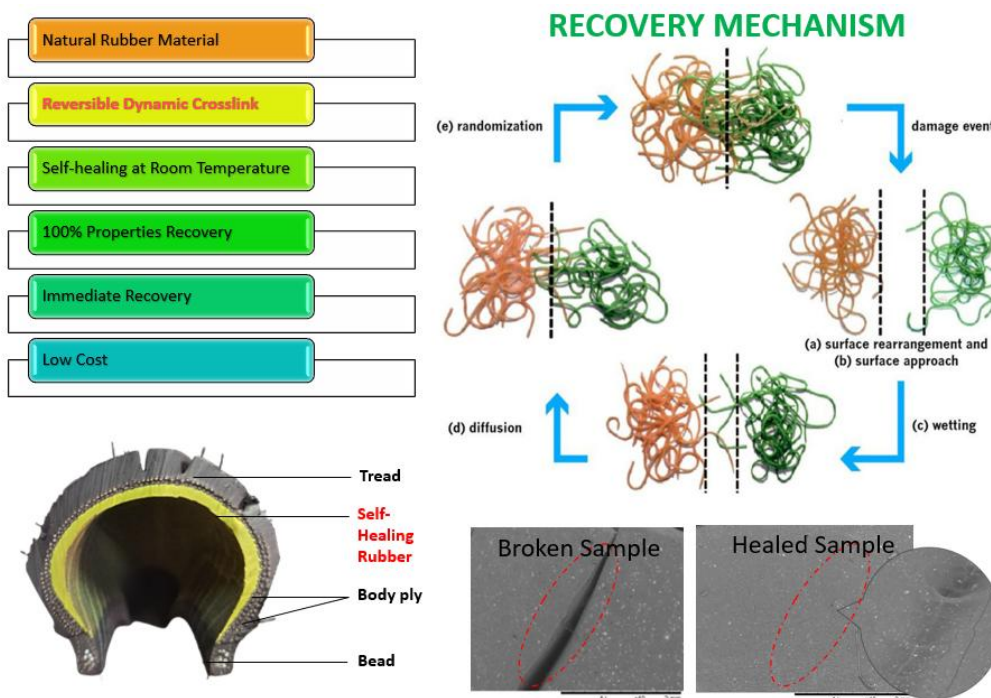 Natural Rubber Material
Reversible Dynamic Crosslink
Self-healing at Room Temperature
100% Properties Recovery
Immediate Recovery
Low Cost
Tread
Self-
Healing
Rubber
Body ply
Bead
RECOVERY MECHANISM
(e) randomization
damage event
(a) surface rearrangement and
(b) surface approach
(d) diffusion
(c) wetting
Broken Sample
Healed Sample